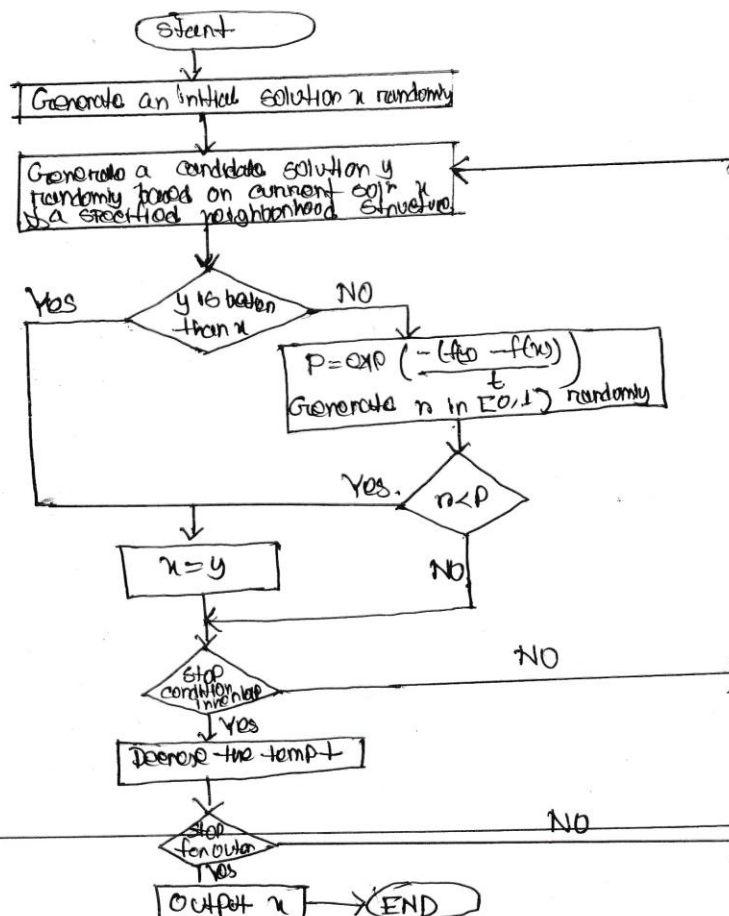 Start
Generate an initial solution x randomly
Generate a candidate solution y
randomly based on current solⁿ x
& a specified neighborhood structure
Yes
y is better
than x
NO
P = exp (-(f(y) - f(x))/t)
Generate r in [0,1) randomly
Yes.
r<P
x=y
NO
Stop
condition
inner loop
NO
Yes
Decrese the temp t
Stop
for outer
NO
Yes
Output x
END